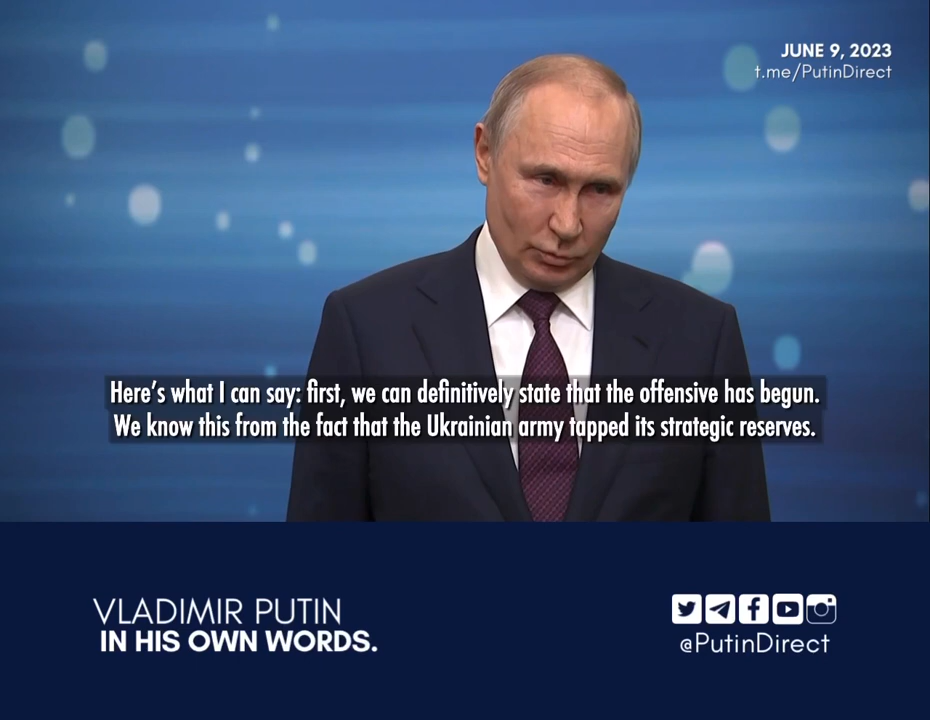 JUNE 9, 2023
t.me/PutinDirect
Here's what I can say: first, we can definitively state that the offensive has begun.
We know this from the fact that the Ukrainian army tapped its strategic reserves.
VLADIMIR PUTIN
IN HIS OWN WORDS.
@PutinDirect